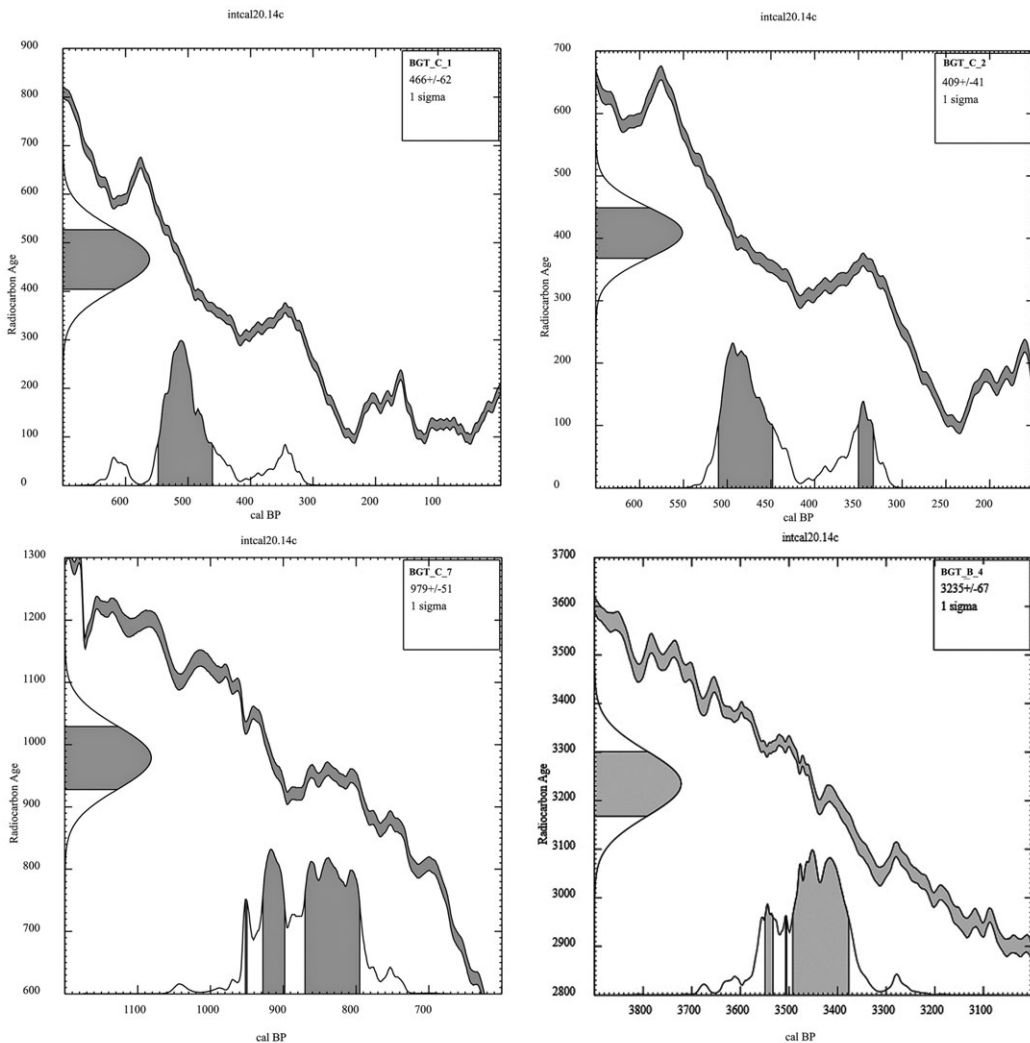 intcal20.14c
BGT_C_1
466+/-62
1 sigma
Radiocarbon Age
900
800
700
600
500
400
300
200
100
0
600 500 400 300 200 100
cal BP
intcal20.14c
BGT_C_2
409+/-41
1 sigma
Radiocarbon Age
700
600
500
400
300
200
100
0
600 550 500 450 400 350 300 250 200
cal BP
intcal20.14c
BGT_C_7
979+/-51
1 sigma
Radiocarbon Age
1300
1200
1100
1000
900
800
700
600
1100 1000 900 800 700
cal BP
intcal20.14c
BGT_B_4
3235+/-67
1 sigma
Radiocarbon Age
3700
3600
3500
3400
3300
3200
3100
3000
2900
2800
3800 3700 3600 3500 3400 3300 3200 3100
cal BP